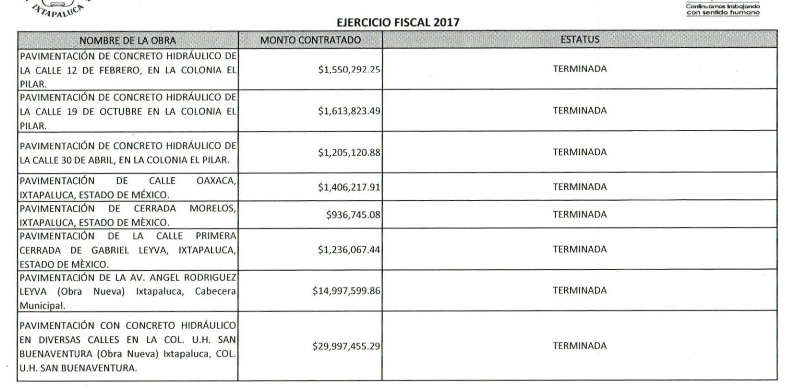 IXTAPALUCA
Continuamos trabajando
con sentido humano
EJERCICIO FISCAL 2017
NOMBRE DE LA OBRA MONTO CONTRATADO ESTATUS
PAVIMENTACIÓN DE CONCRETO HIDRÁULICO DE
LA CALLE 12 DE FEBRERO, EN LA COLONIA EL
PILAR.
$1,550,292.25 TERMINADA
PAVIMENTACIÓN DE CONCRETO HIDRÁULICO DE
LA CALLE 19 DE OCTUBRE EN LA COLONIA EL
PILAR.
$1,613,823.49 TERMINADA
PAVIMENTACIÓN DE CONCRETO HIDRÁULICO DE
LA CALLE 30 DE ABRIL, EN LA COLONIA EL PILAR.
$1,205,120.88 TERMINADA
PAVIMENTACIÓN DE CALLE OAXACA,
IXTAPALUCA, ESTADO DE MÉXICO.
$1,406,217.91 TERMINADA
PAVIMENTACIÓN DE CERRADA MORELOS,
IXTAPALUCA, ESTADO DE MÈXICO.
$936,745.08 TERMINADA
PAVIMENTACIÓN DE LA CALLE PRIMERA
CERRADA DE GABRIEL LEYVA, IXTAPALUCA,
ESTADO DE MÈXICO.
$1,236,067.44 TERMINADA
PAVIMENTACIÓN DE LA AV. ANGEL RODRIGUEZ
LEYVA (Obra Nueva) Ixtapaluca, Cabecera
Municipal.
$14,997,599.86 TERMINADA
PAVIMENTACIÓN CON CONCRETO HIDRÁULICO
EN DIVERSAS CALLES EN LA COL. U.H. SAN
BUENAVENTURA (Obra Nueva) Ixtapaluca, COL.
U.H. SAN BUENAVENTURA.
$29,997,455.29 TERMINADA